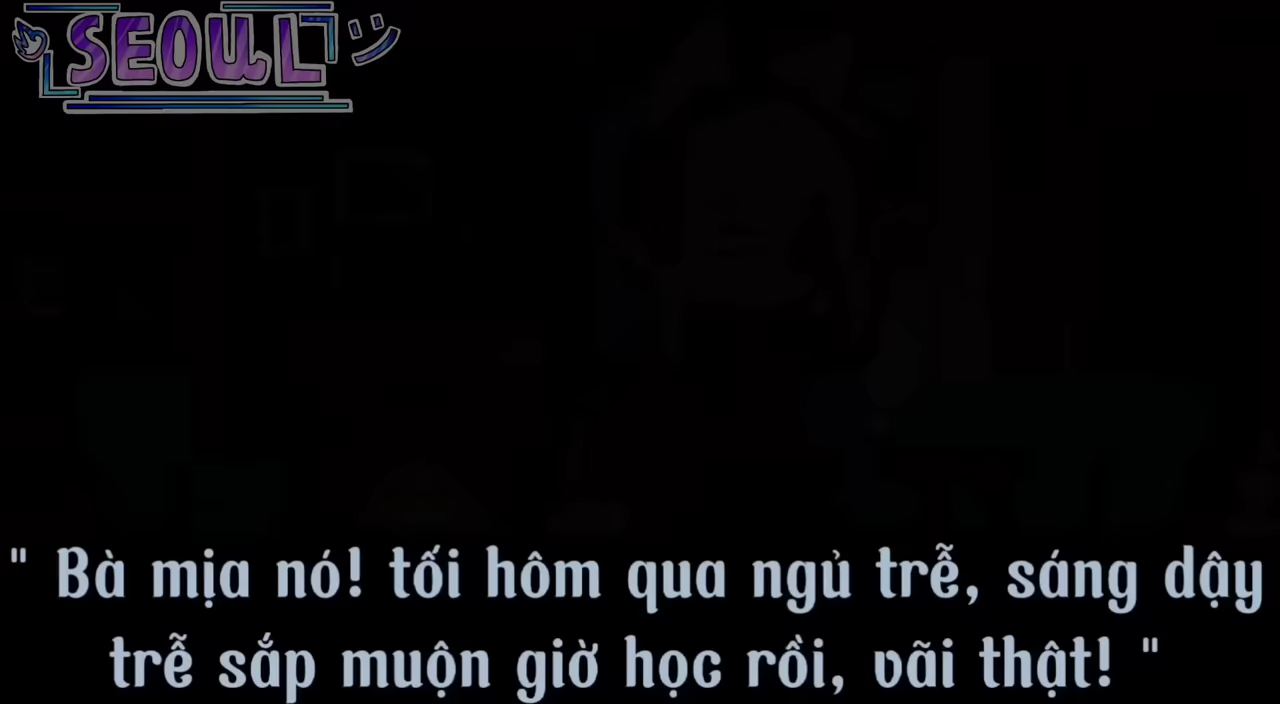 SEOUL ツ
" Bà mịa nó! tối hôm qua ngủ trễ, sáng dậy
trễ sắp muộn giờ học rồi, vãi thật! "